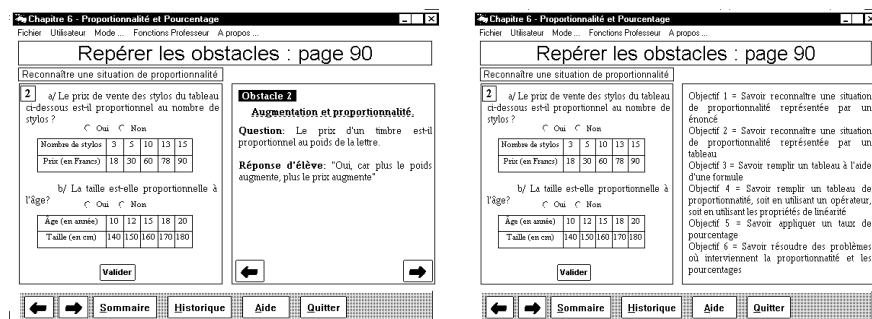 Chapitre 6 - Proportionnalité et Pourcentage
Fichier Utilisateur Mode ... Fonctions Professeur A propos ...
Repérer les obstacles : page 90
Reconnaître une situation de proportionnalité
2 a/ Le prix de vente des stylos du tableau
ci-dessous est-il proportionnel au nombre de
stylos ?
Oui Non
Nombre de stylos 3 5 10 13 15
Prix (en Francs) 18 30 60 78 90
b/ La taille est-elle proportionnelle à
l'âge? Oui Non
Âge (en année) 10 12 15 18 20
Taille (en cm) 140 150 160 170 180
Valider
Obstacle 2
Augmentation et proportionnalité.
Question: Le prix d'un timbre est-il
proportionnel au poids de la lettre.
Réponse d'élève: "Oui, car plus le poids
augmente, plus le prix augmente"
Sommaire Historique Aide Quitter
Chapitre 6 - Proportionnalité et Pourcentage
Fichier Utilisateur Mode ... Fonctions Professeur A propos ...
Repérer les obstacles : page 90
Reconnaître une situation de proportionnalité
2 a/ Le prix de vente des stylos du tableau
ci-dessous est-il proportionnel au nombre de
stylos ?
Oui Non
Nombre de stylos 3 5 10 13 15
Prix (en Francs) 18 30 60 78 90
b/ La taille est-elle proportionnelle à
l'âge? Oui Non
Âge (en année) 10 12 15 18 20
Taille (en cm) 140 150 160 170 180
Valider
Objectif 1 = Savoir reconnaître une situation
de proportionnalité représentée par un
énoncé
Objectif 2 = Savoir reconnaître une situation
de proportionnalité représentée par un
tableau
Objectif 3 = Savoir remplir un tableau à l'aide
d'une formule
Objectif 4 = Savoir remplir un tableau de
proportionnatité, soit en utilisant un opérateur,
soit en utilisant les propriétés de linéarité
Objectif 5 = Savoir appliquer un taux de
pourcentage
Objectif 6 = Savoir résoudre des problèmes
où interviennent la proportionnatité et les
pourcentages
Sommaire Historique Aide Quitter